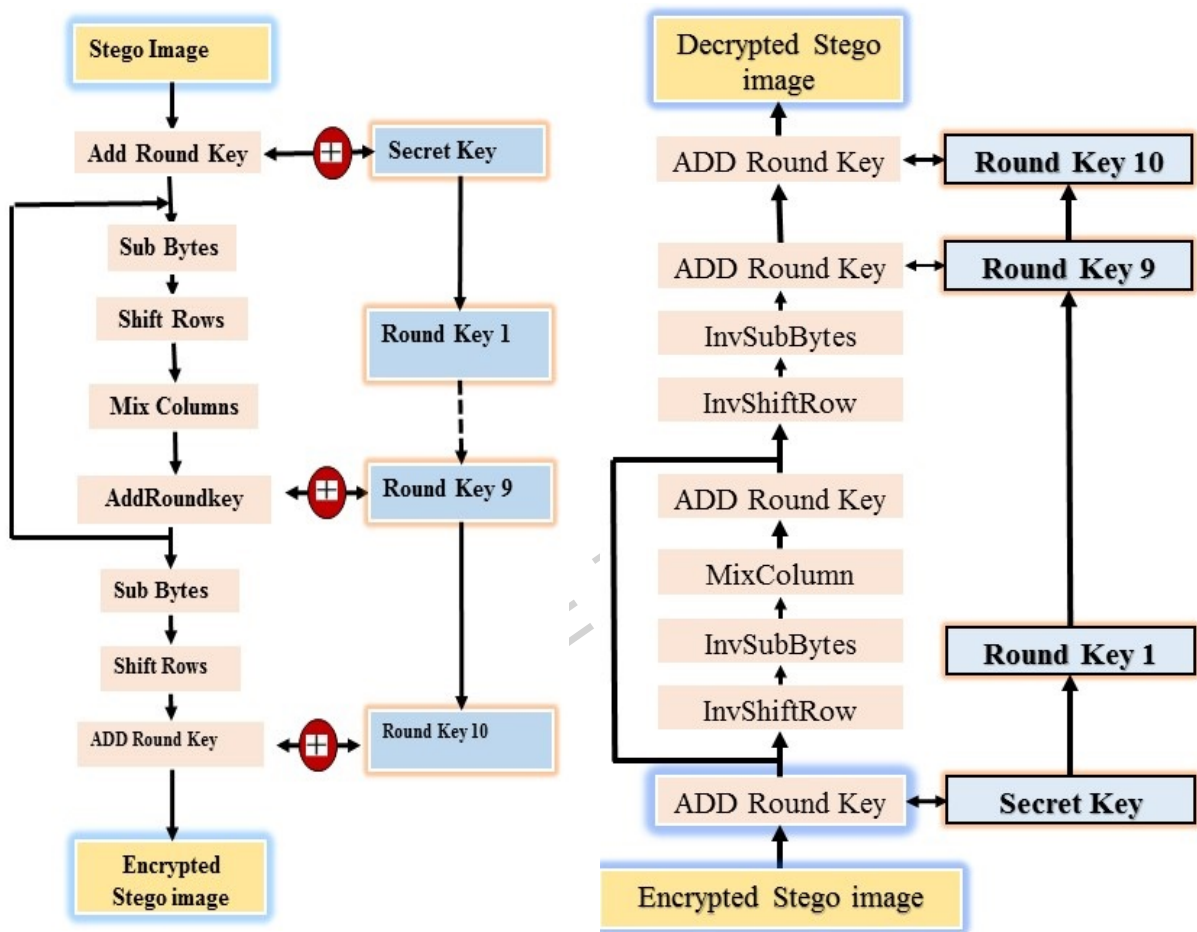 Stego Image
Add Round Key
Secret Key
Sub Bytes
Shift Rows
Round Key 1
Mix Columns
AddRoundkey
Round Key 9
Sub Bytes
Shift Rows
ADD Round Key
Round Key 10
Encrypted
Stego image
Decrypted Stego
image
ADD Round Key
Round Key 10
ADD Round Key
Round Key 9
InvSubBytes
InvShiftRow
ADD Round Key
MixColumn
InvSubBytes
Round Key 1
InvShiftRow
ADD Round Key
Secret Key
Encrypted Stego image